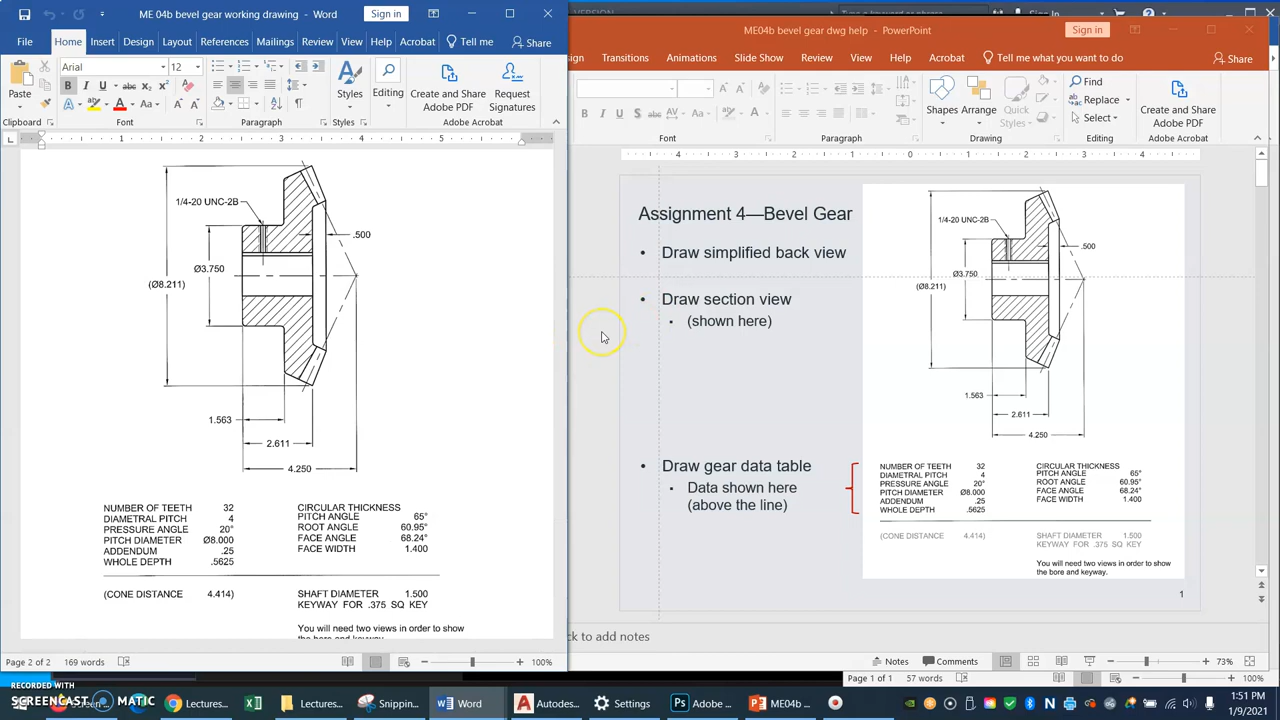 ME04 bevel gear - Word
Sign in
File
Home
Insert
Design
Layout
References
Mailings
Review
View
Help
Acrobat
Tell me
Share
Paste
Arial
12
Styles
Editing
Create and Share
Adobe PDF
Request
Signatures
Clipboard
Font
Paragraph
Styles
Adobe Acrobat
1/4-20 UNC-2B
.500
Ø3.750
(Ø8.211)
1.563
2.611
4.250
NUMBER OF TEETH 32
DIAMETRAL PITCH 4
PRESSURE ANGLE 20°
PITCH DIAMETER Ø8.000
ADDENDUM .25
WHOLE DEPTH .5625
CIRCULAR THICKNESS
PITCH ANGLE 65°
ROOT ANGLE 60.95°
FACE ANGLE 68.24°
FACE WIDTH 1.400
(CONE DISTANCE 4.414)
SHAFT DIAMETER 1.500
KEYWAY FOR .375 SQ KEY
You will need two views in order to show
the bore and keyway.
Page 2 of 2
169 words
100%
ME04b bevel gear dwg help - PowerPoint
Sign in
Transitions
Animations
Slide Show
Review
View
Help
Acrobat
Tell me what you want to do
Share
Shapes
Arrange
Quick
Styles
Find
Replace
Select
Create and Share
Adobe PDF
Font
Paragraph
Drawing
Editing
Adobe Acrobat
Assignment 4—Bevel Gear
• Draw simplified back view
• Draw section view
▪ (shown here)
• Draw gear data table
▪ Data shown here
(above the line)
1/4-20 UNC-2B
.500
Ø3.750
(Ø8.211)
1.563
2.611
4.250
NUMBER OF TEETH 32
DIAMETRAL PITCH 4
PRESSURE ANGLE 20°
PITCH DIAMETER Ø8.000
ADDENDUM .25
WHOLE DEPTH .5625
CIRCULAR THICKNESS
PITCH ANGLE 65°
ROOT ANGLE 60.95°
FACE ANGLE 68.24°
FACE WIDTH 1.400
(CONE DISTANCE 4.414)
SHAFT DIAMETER 1.500
KEYWAY FOR .375 SQ KEY
You will need two views in order to show
the bore and keyway.
1
ck to add notes
Notes
Comments
73%
Page 1 of 1
57 words
100%
RECORDED WITH
SCREENCAST MATIC
Lectures...
Lectures...
Word
Autodes...
Settings
Adobe ...
1:51 PM
1/9/2021